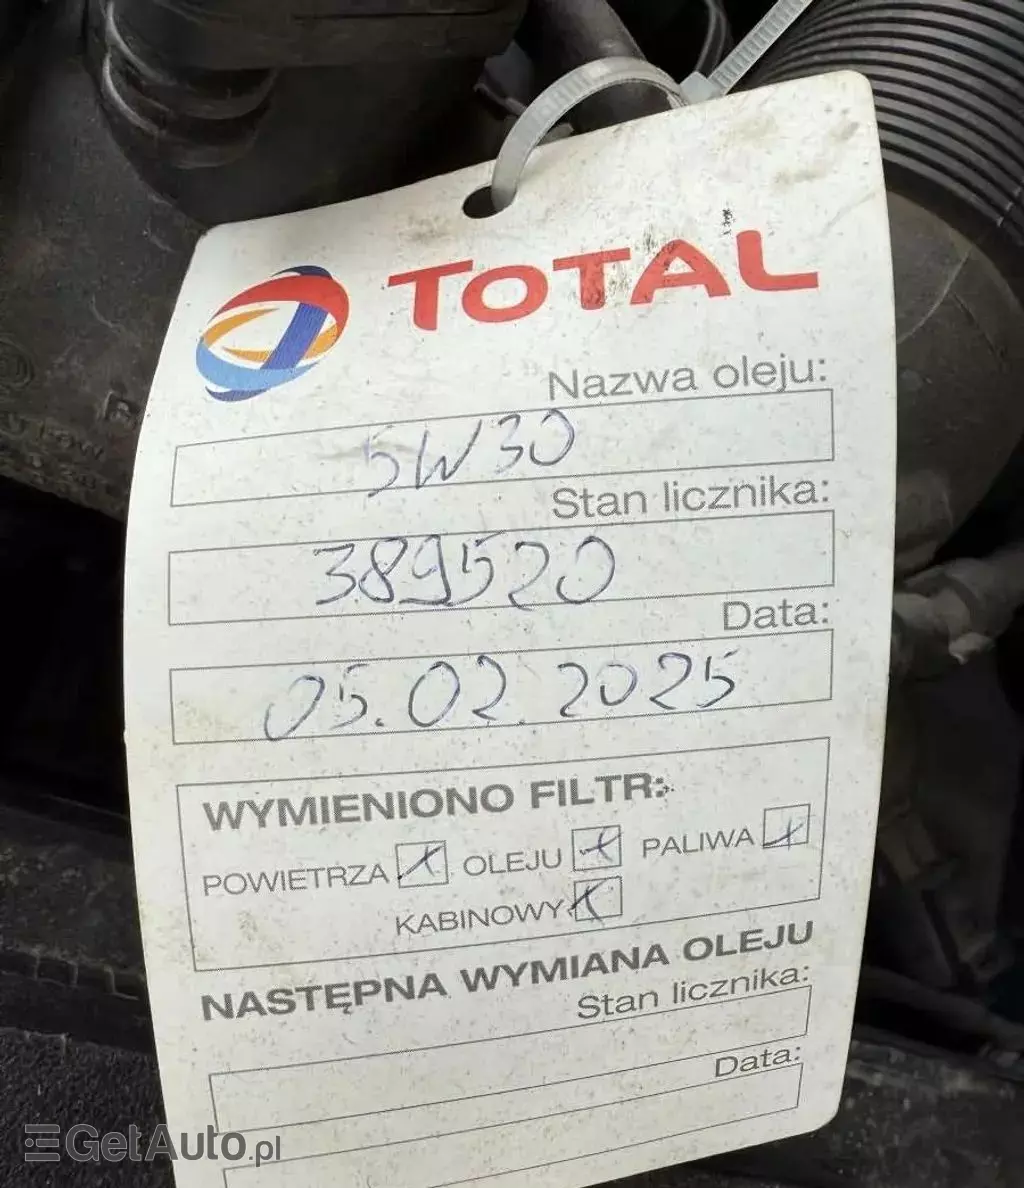 TOTAL
Nazwa oleju:
5W30
Stan licznika:
389520
Data:
05.02.2025
WYMIENIONO FILTR:
POWIETRZA x OLEJU x PALIWA x
KABINOWY x
NASTĘPNA WYMIANA OLEJU
Stan licznika:
Data:
GetAuto.pl